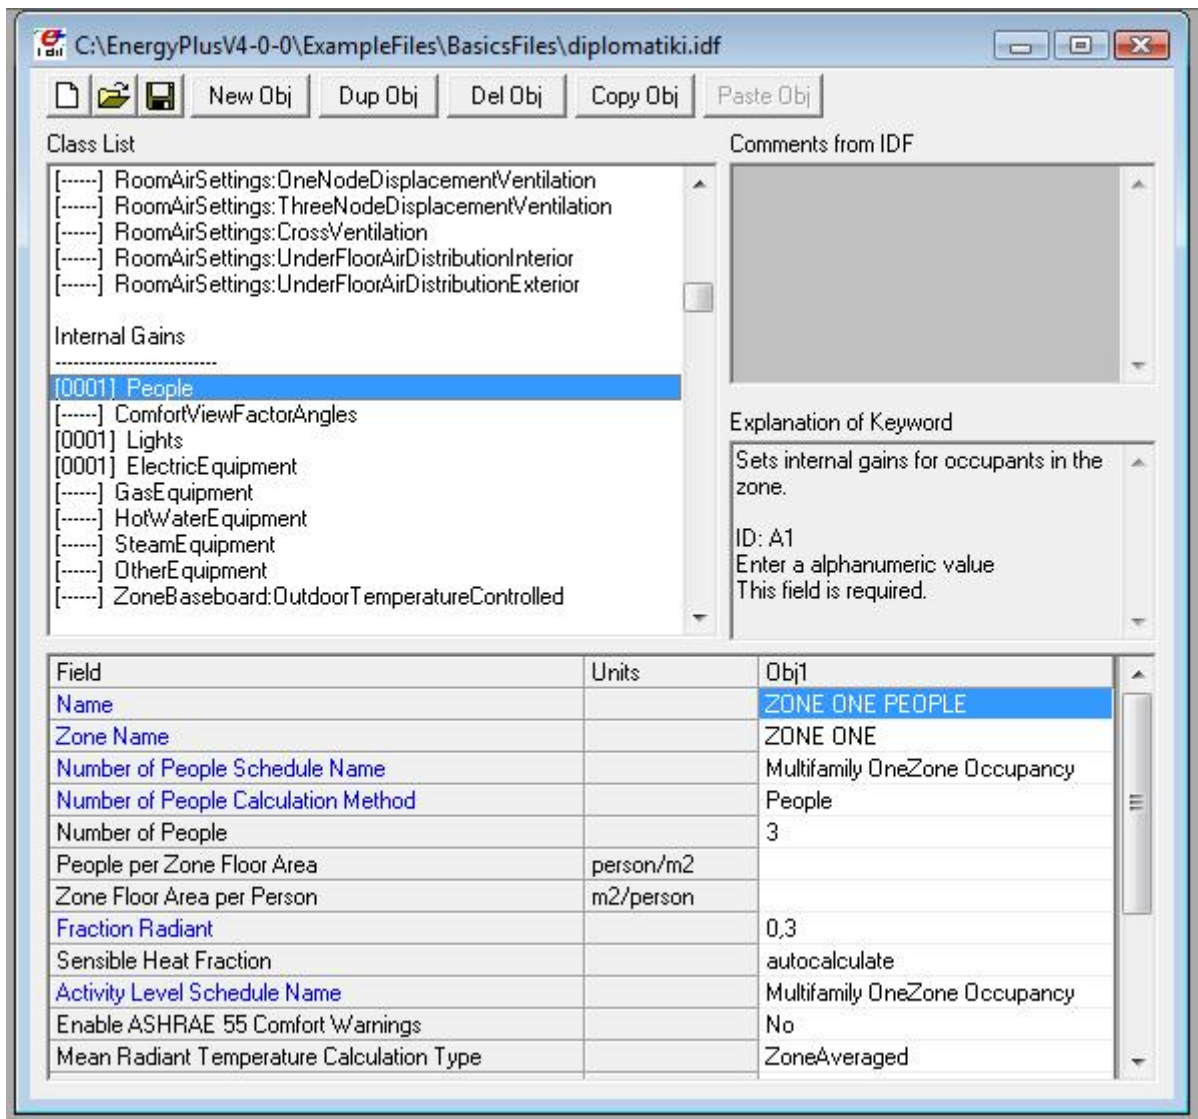 C:\EnergyPlusV4-0-0\ExampleFiles\BasicsFiles\diplomatiki.idf
New Obj Dup Obj Del Obj Copy Obj Paste Obj
Class List
[------] RoomAirSettings:OneNodeDisplacementVentilation
[------] RoomAirSettings:ThreeNodeDisplacementVentilation
[------] RoomAirSettings:CrossVentilation
[------] RoomAirSettings:UnderFloorAirDistributionInterior
[------] RoomAirSettings:UnderFloorAirDistributionExterior
Internal Gains
---------------------------
[0001] People
[------] ComfortViewFactorAngles
[0001] Lights
[0001] ElectricEquipment
[------] GasEquipment
[------] HotWaterEquipment
[------] SteamEquipment
[------] OtherEquipment
[------] ZoneBaseboard:OutdoorTemperatureControlled
Comments from IDF
Explanation of Keyword
Sets internal gains for occupants in the
zone.
ID: A1
Enter a alphanumeric value
This field is required.
Field Units Obj1
Name ZONE ONE PEOPLE
Zone Name ZONE ONE
Number of People Schedule Name Multifamily OneZone Occupancy
Number of People Calculation Method People
Number of People 3
People per Zone Floor Area person/m2
Zone Floor Area per Person m2/person
Fraction Radiant 0,3
Sensible Heat Fraction autocalculate
Activity Level Schedule Name Multifamily OneZone Occupancy
Enable ASHRAE 55 Comfort Warnings No
Mean Radiant Temperature Calculation Type ZoneAveraged